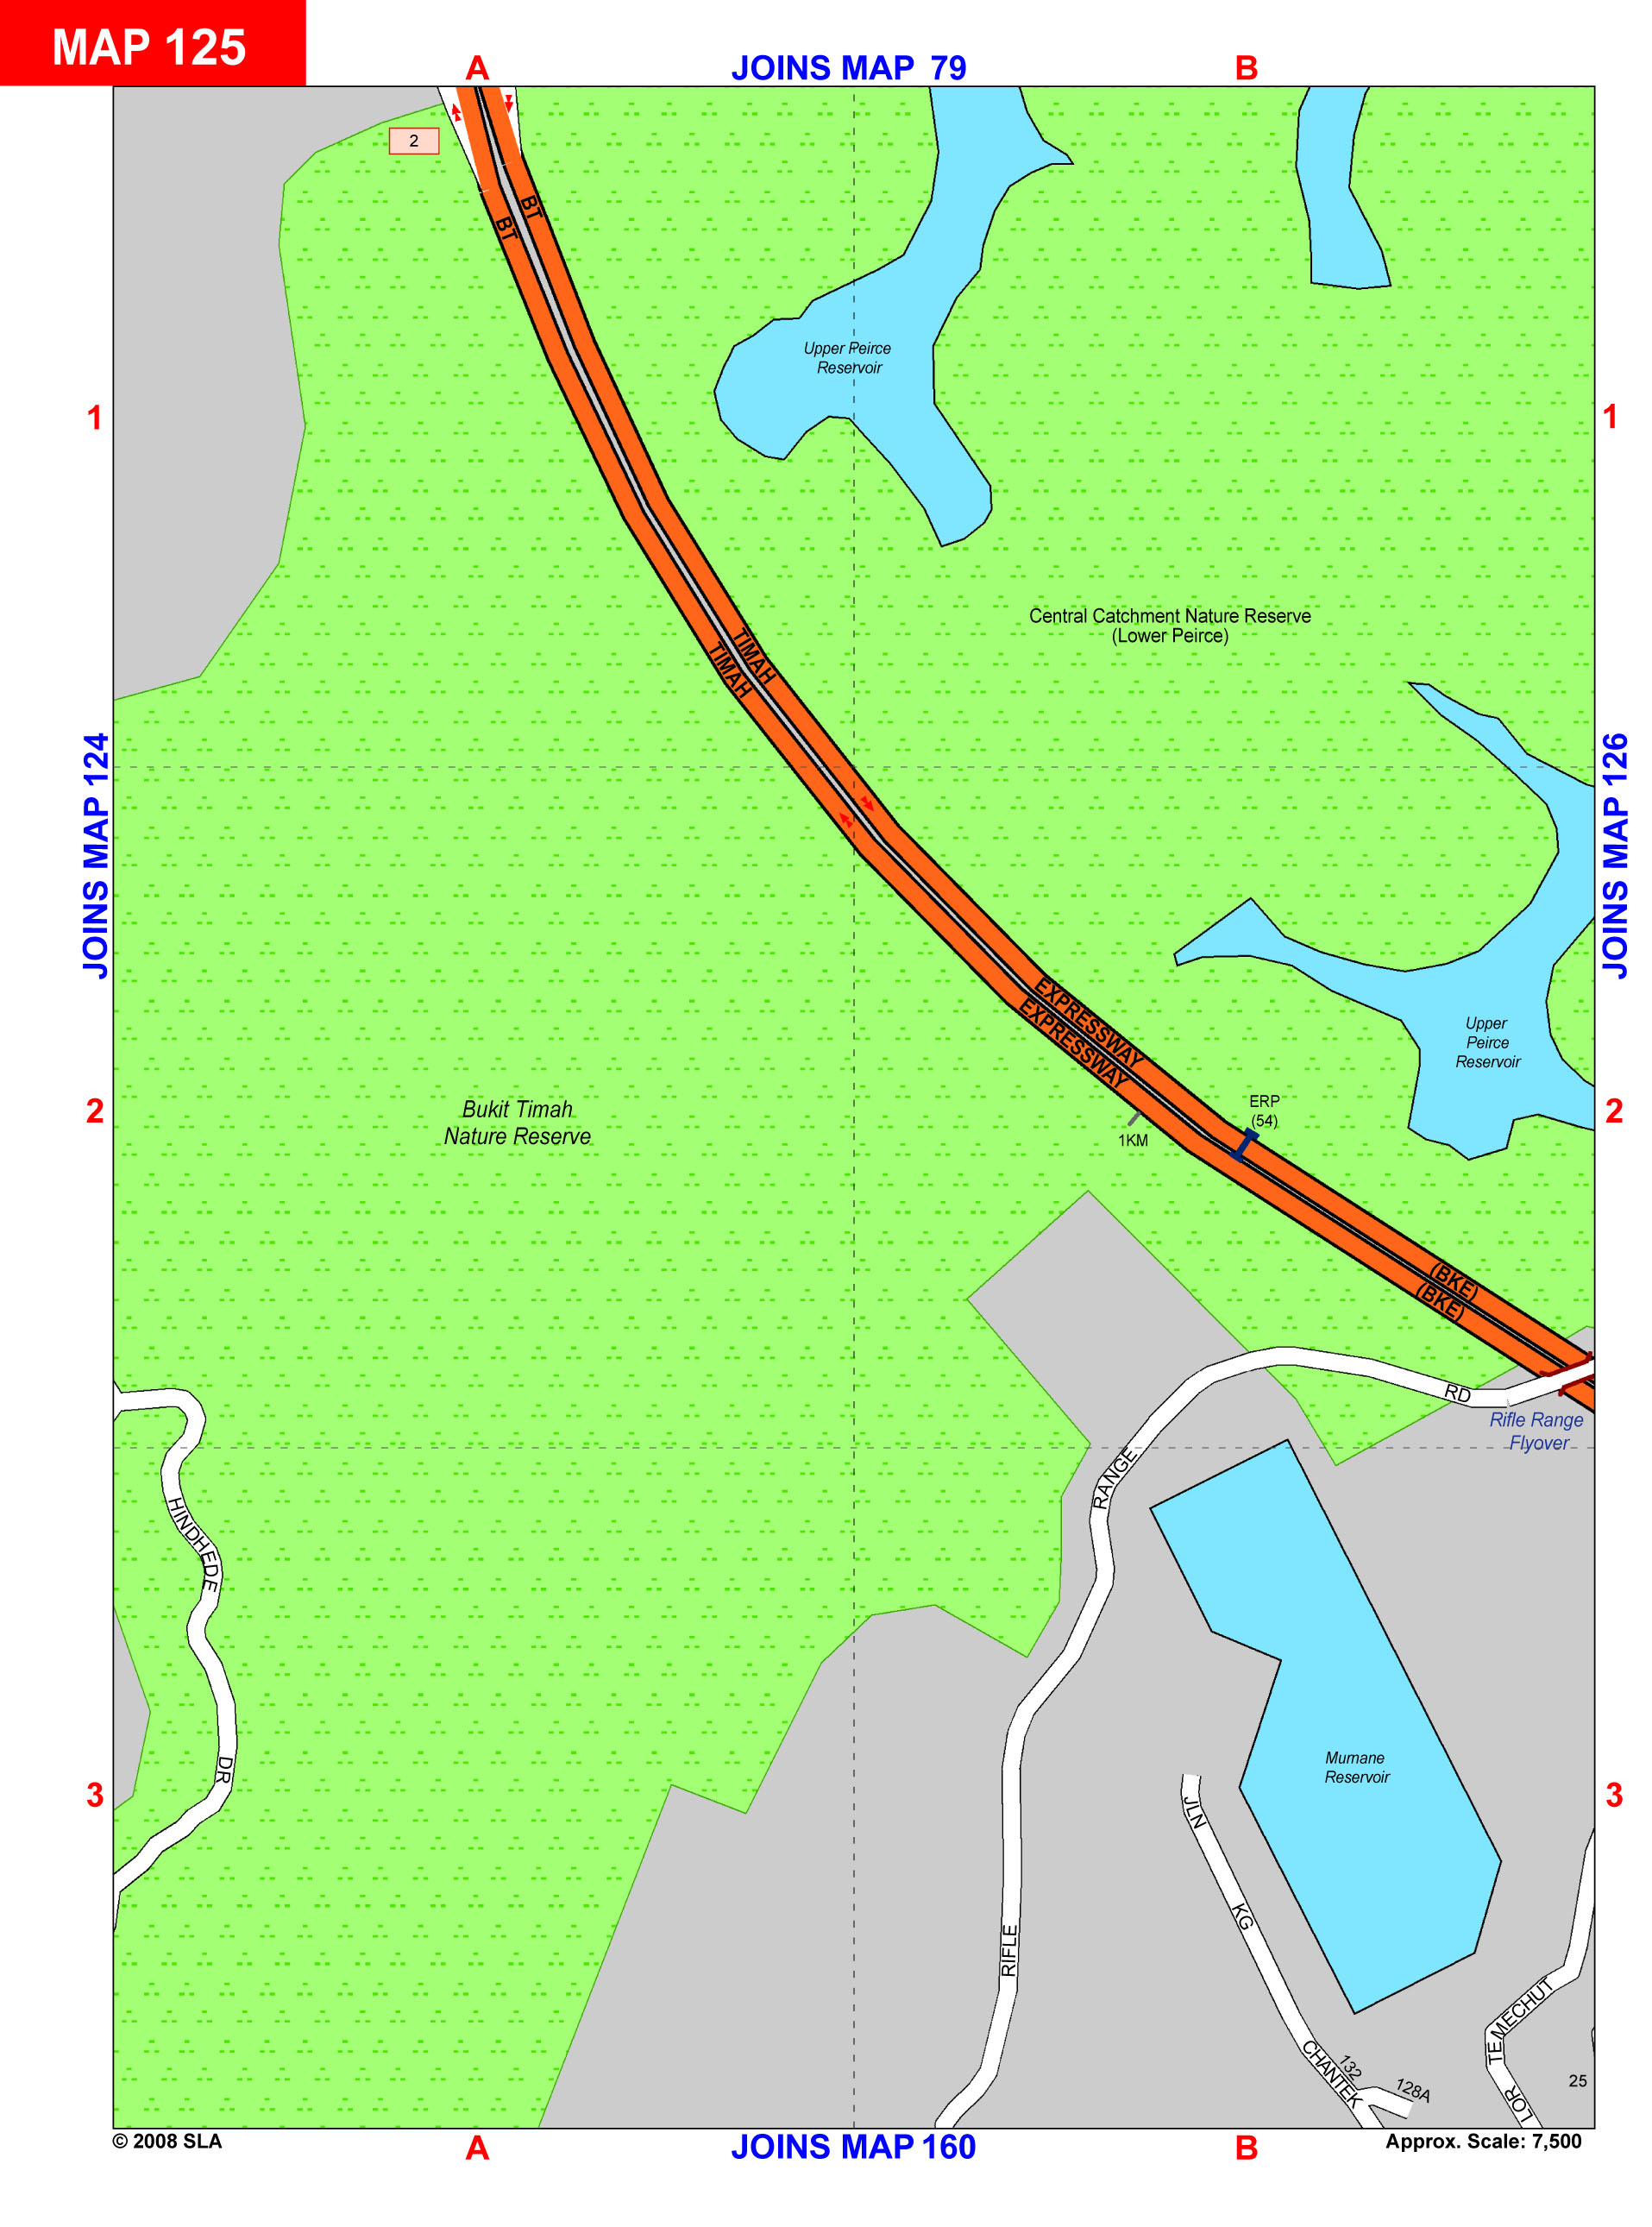 MAP 125
A
JOINS MAP 79
B
2
BT
BT
Upper Peirce
Reservoir
1
1
Central Catchment Nature Reserve
(Lower Peirce)
TIMAH
TIMAH
JOINS MAP 124
JOINS MAP 126
EXPRESSWAY
EXPRESSWAY
Upper
Peirce
Reservoir
2
Bukit Timah
Nature Reserve
1KM
ERP
(54)
2
(BKE)
(BKE)
RD
Rifle Range
Flyover
RANGE
HINDHEDE
DR
3
Murnane
Reservoir
3
JLN
KG
RIFLE
CHANTEK
132
128A
TEMECHUT
LOR
25
© 2008 SLA
A
JOINS MAP 160
B
Approx. Scale: 7,500